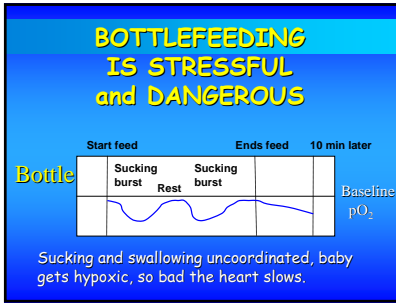 BOTTLEFEEDING
IS STRESSFUL
and DANGEROUS
Start feed Ends feed 10 min later
Bottle
Sucking burst
Rest
Sucking burst
Baseline
pO₂
Sucking and swallowing uncoordinated, baby
gets hypoxic, so bad the heart slows.